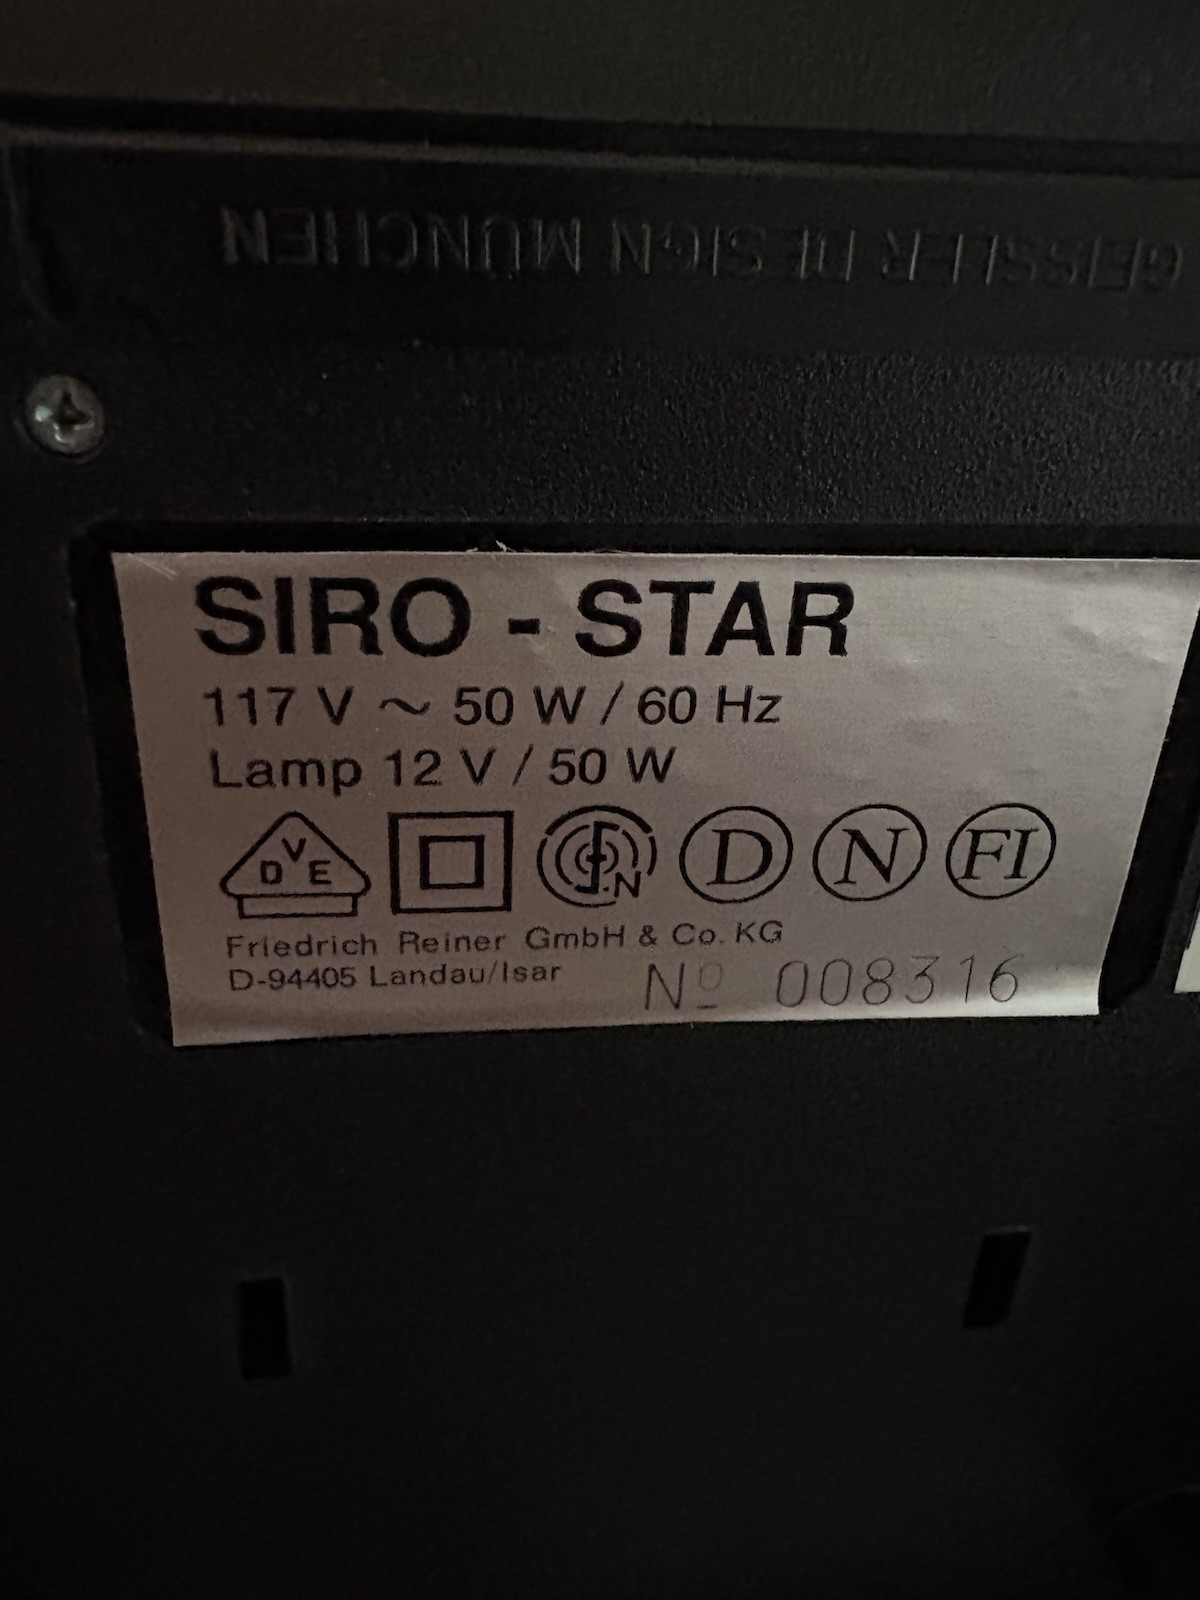 GEISSLER DESIGN MÜNCHEN
SIRO - STAR
117 V ~ 50 W / 60 Hz
Lamp 12 V / 50 W
D V E S F N D N FI
Friedrich Reiner GmbH & Co. KG
D-94405 Landau/Isar
Nº 008316